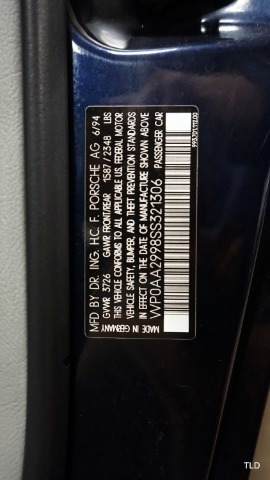 MFD BY DR. ING. H.C. F. PORSCHE AG 6/94
GVWR 3726 GAWR FRONT/REAR 1587/2348 LBS
THIS VEHICLE CONFORMS TO ALL APPLICABLE U.S. FEDERAL MOTOR
VEHICLE SAFETY, BUMPER, AND THEFT PREVENTION STANDARDS
IN EFFECT ON THE DATE OF MANUFACTURE SHOWN ABOVE
WP0AA2998SS321306 PASSENGER CAR
MADE IN GERMANY
TLD